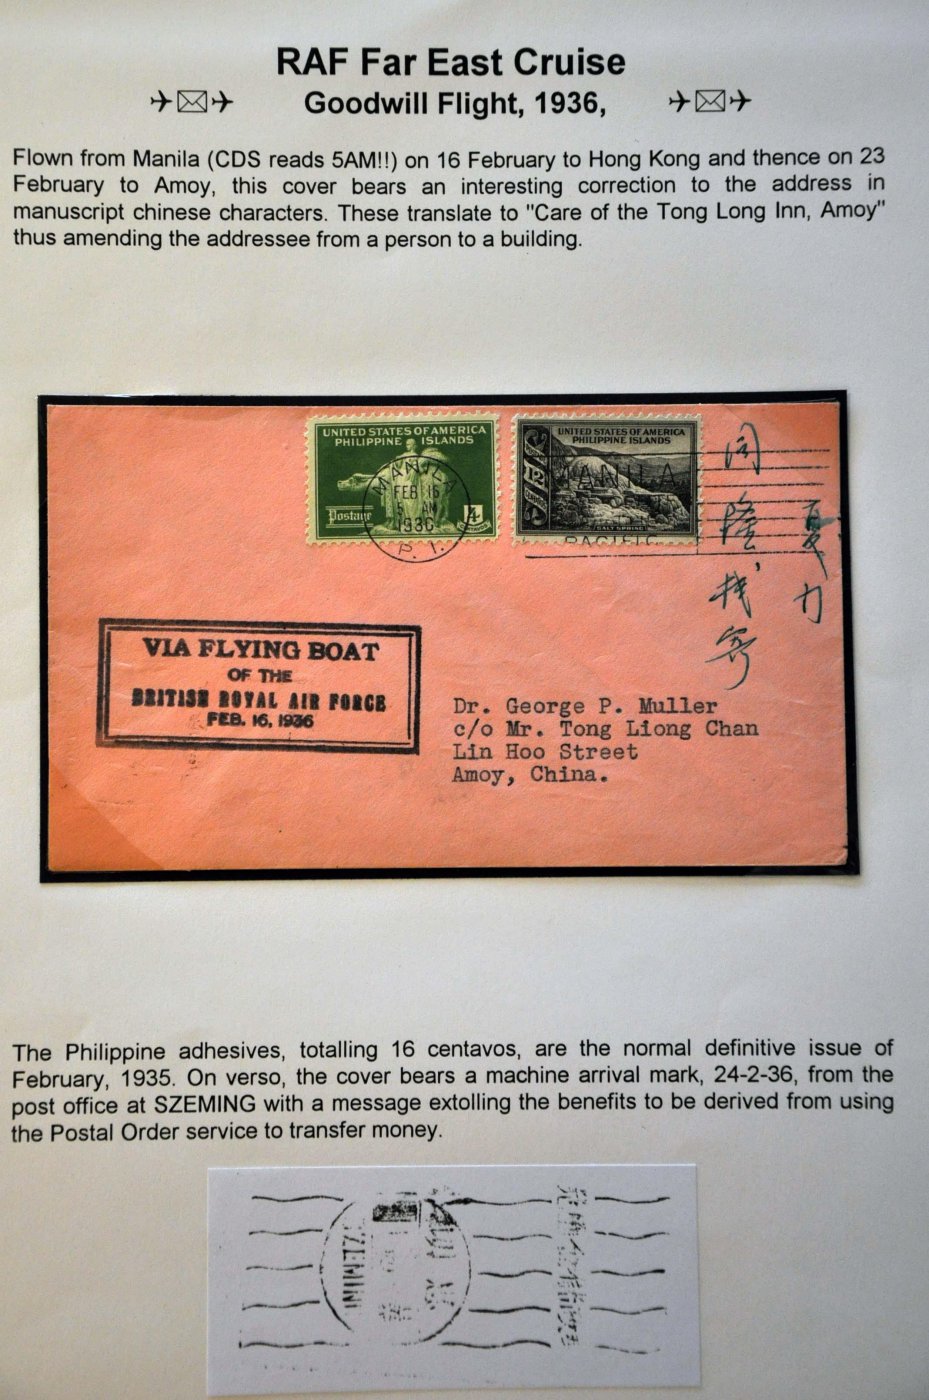 RAF Far East Cruise
Goodwill Flight, 1936,
Flown from Manila (CDS reads 5AM!!) on 16 February to Hong Kong and thence on 23
February to Amoy, this cover bears an interesting correction to the address in
manuscript chinese characters. These translate to "Care of the Tong Long Inn, Amoy"
thus amending the addressee from a person to a building.
UNITED STATES OF AMERICA
PHILIPPINE ISLANDS
Postage
4
CENTAVOS
UNITED STATES OF AMERICA
PHILIPPINE ISLANDS
12
MANILA
FEB 16
5 AM
1936
P. I.
MANILA
PACIFIC
隆
VIA FLYING BOAT
OF THE
BRITISH ROYAL AIR FORCE
FEB. 16, 1936
Dr. George P. Muller
c/o Mr. Tong Liong Chan
Lin Hoo Street
Amoy, China.
The Philippine adhesives, totalling 16 centavos, are the normal definitive issue of
February, 1935. On verso, the cover bears a machine arrival mark, 24-2-36, from the
post office at SZEMING with a message extolling the benefits to be derived from using
the Postal Order service to transfer money.